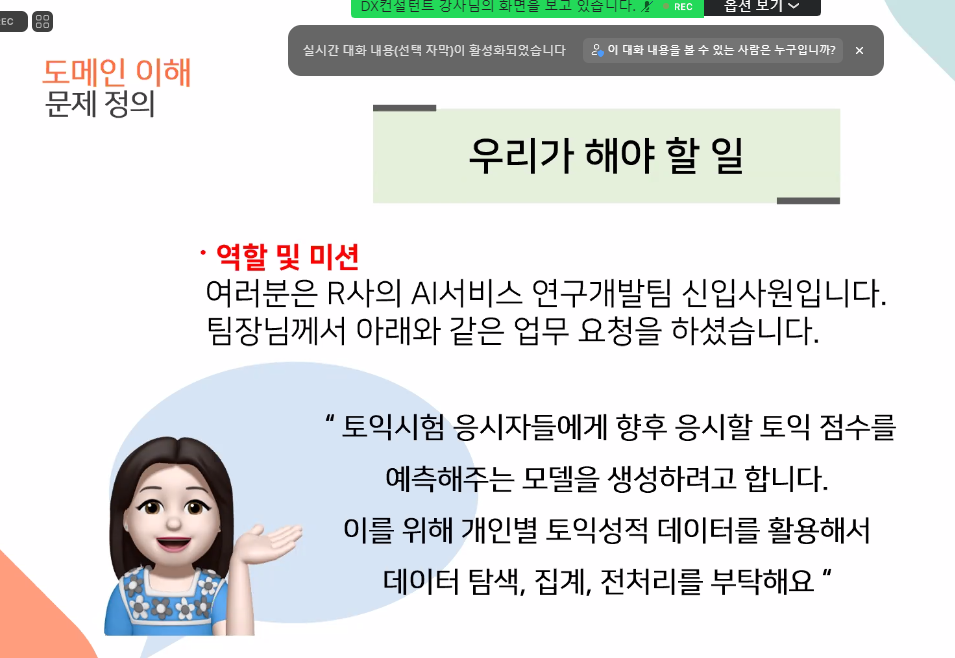 DX컨설턴트 강사님의 화면을 보고 있습니다.
REC
옵션 보기
EC
실시간 대화 내용(선택 자막)이 활성화되었습니다
이 대화 내용을 볼 수 있는 사람은 누구입니까?
도메인 이해
문제 정의
우리가 해야 할 일
· 역할 및 미션
여러분은 R사의 AI서비스 연구개발팀 신입사원입니다.
팀장님께서 아래와 같은 업무 요청을 하셨습니다.
“ 토익시험 응시자들에게 향후 응시할 토익 점수를
예측해주는 모델을 생성하려고 합니다.
이를 위해 개인별 토익성적 데이터를 활용해서
데이터 탐색, 집계, 전처리를 부탁해요 “